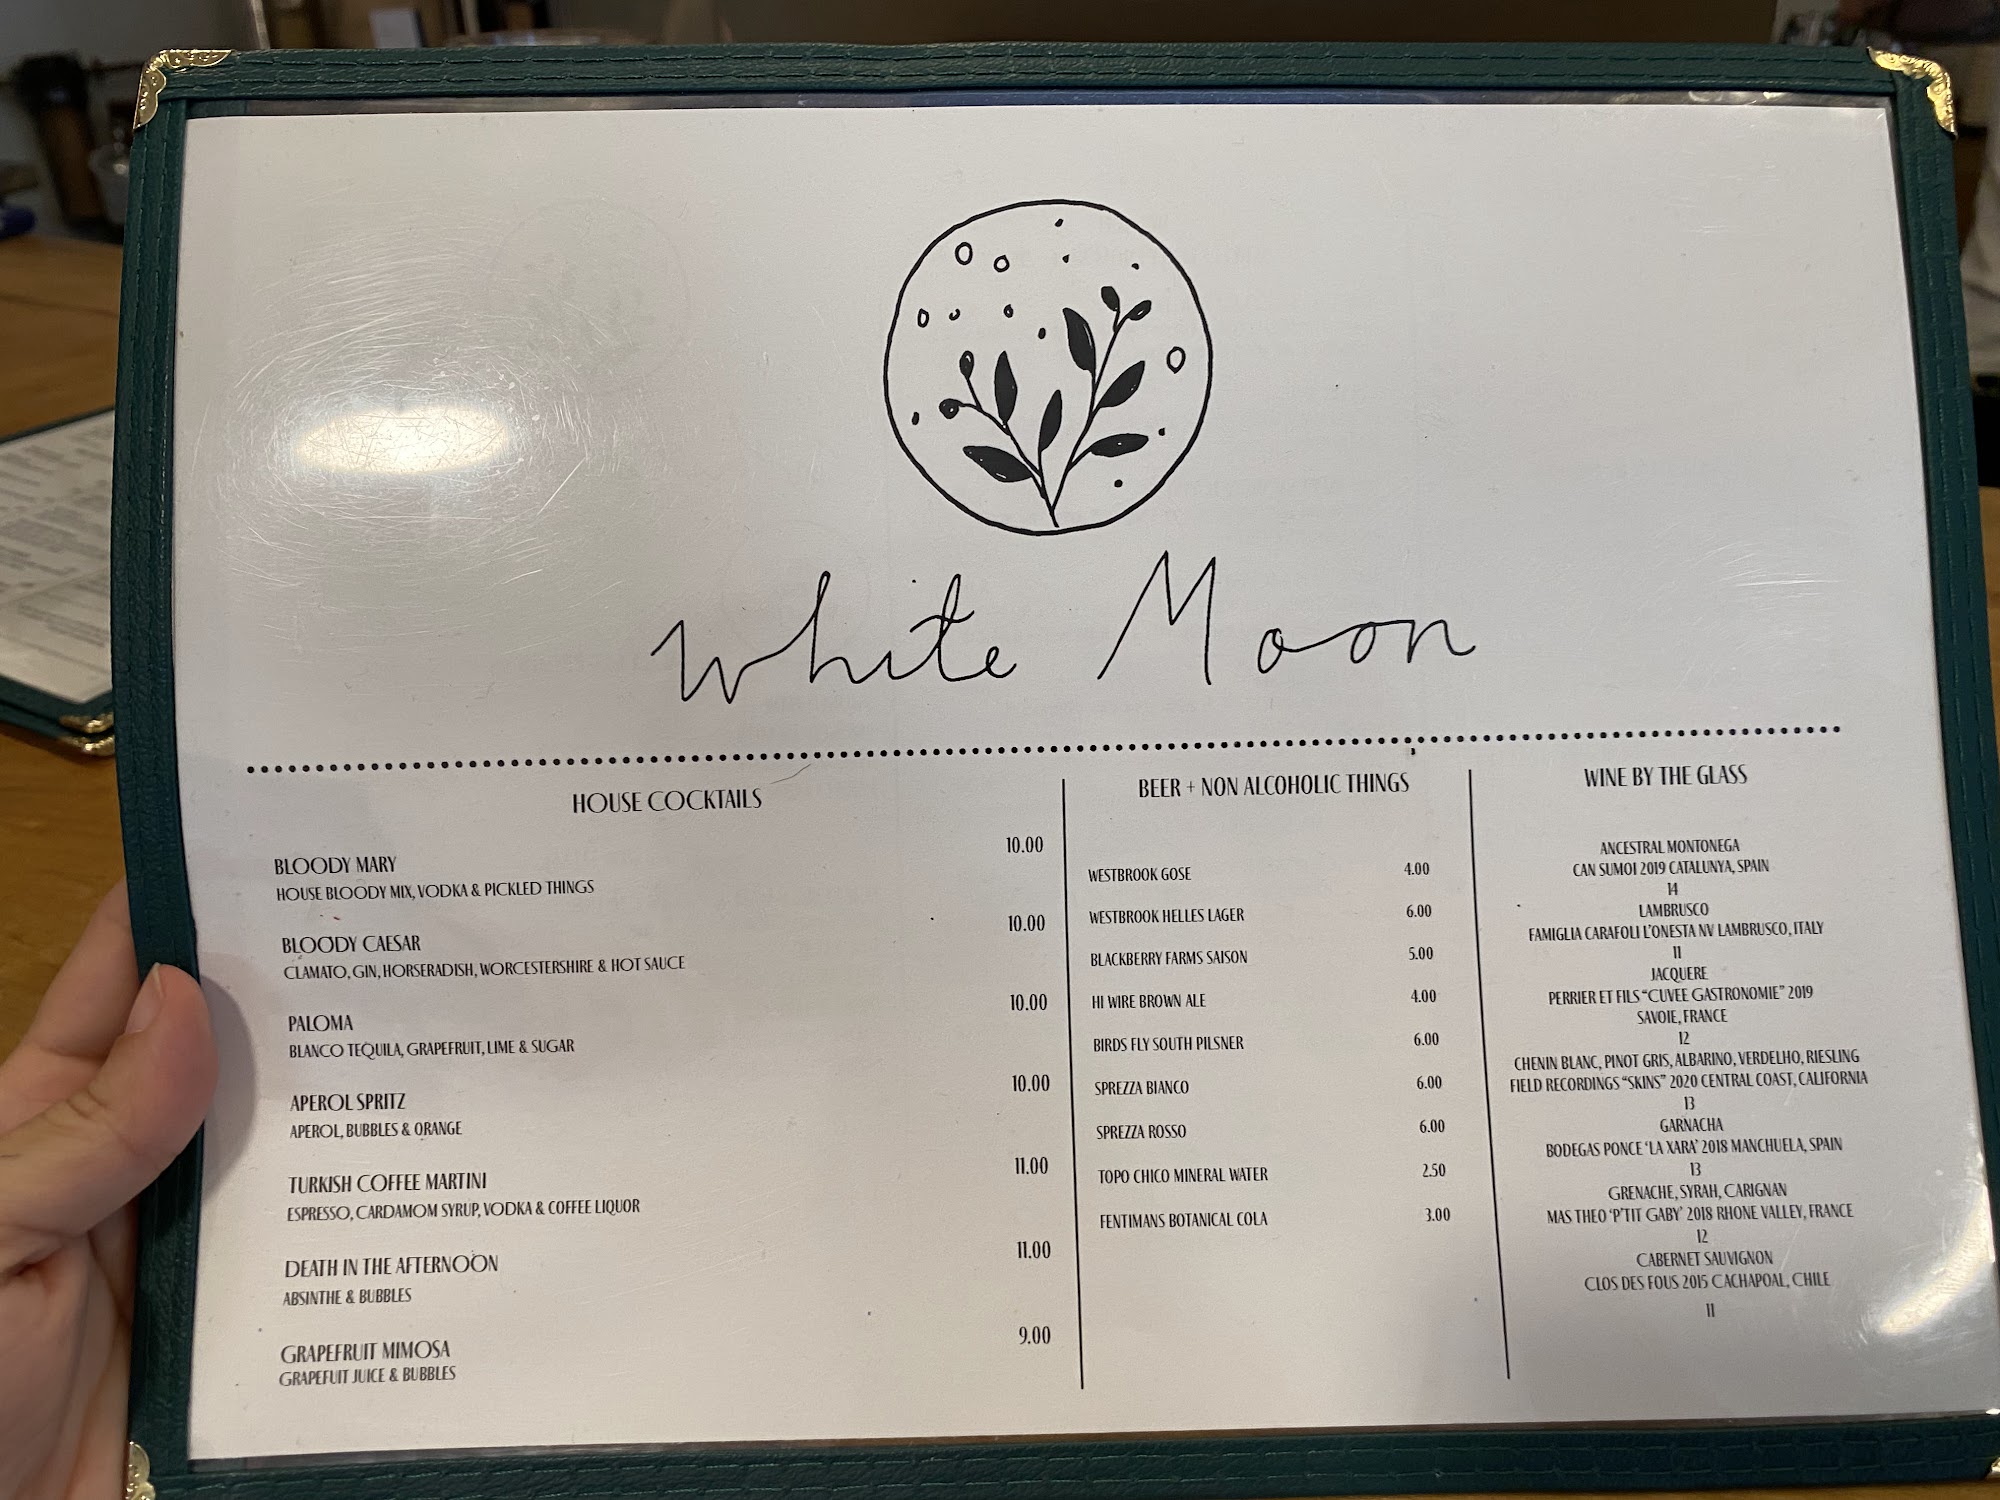 White Moon
HOUSE COCKTAILS
BLOODY MARY 10.00
HOUSE BLOODY MIX, VODKA & PICKLED THINGS
BLOODY CAESAR 10.00
CLAMATO, GIN, HORSERADISH, WORCESTERSHIRE & HOT SAUCE
PALOMA 10.00
BLANCO TEQUILA, GRAPEFRUIT, LIME & SUGAR
APEROL SPRITZ 10.00
APEROL, BUBBLES & ORANGE
TURKISH COFFEE MARTINI 11.00
ESPRESSO, CARDAMOM SYRUP, VODKA & COFFEE LIQUOR
DEATH IN THE AFTERNOON 11.00
ABSINTHE & BUBBLES
GRAPEFRUIT MIMOSA 9.00
GRAPEFUIT JUICE & BUBBLES
BEER + NON ALCOHOLIC THINGS
WESTBROOK GOSE 4.00
WESTBROOK HELLES LAGER 6.00
BLACKBERRY FARMS SAISON 5.00
HI WIRE BROWN ALE 4.00
BIRDS FLY SOUTH PILSNER 6.00
SPREZZA BIANCO 6.00
SPREZZA ROSSO 6.00
TOPO CHICO MINERAL WATER 2.50
FENTIMANS BOTANICAL COLA 3.00
WINE BY THE GLASS
ANCESTRAL MONTONEGA
CAN SUMOI 2019 CATALUNYA, SPAIN
14
LAMBRUSCO
FAMIGLIA CARAFOLI L'ONESTA NV LAMBRUSCO, ITALY
11
JACQUERE
PERRIER ET FILS "CUVEE GASTRONOMIE" 2019
SAVOIE, FRANCE
12
CHENIN BLANC, PINOT GRIS, ALBARINO, VERDELHO, RIESLING
FIELD RECORDINGS "SKINS" 2020 CENTRAL COAST, CALIFORNIA
13
GARNACHA
BODEGAS PONCE 'LA XARA' 2018 MANCHUELA, SPAIN
13
GRENACHE, SYRAH, CARIGNAN
MAS THEO 'P'TIT GABY' 2018 RHONE VALLEY, FRANCE
12
CABERNET SAUVIGNON
CLOS DES FOUS 2015 CACHAPOAL, CHILE
11